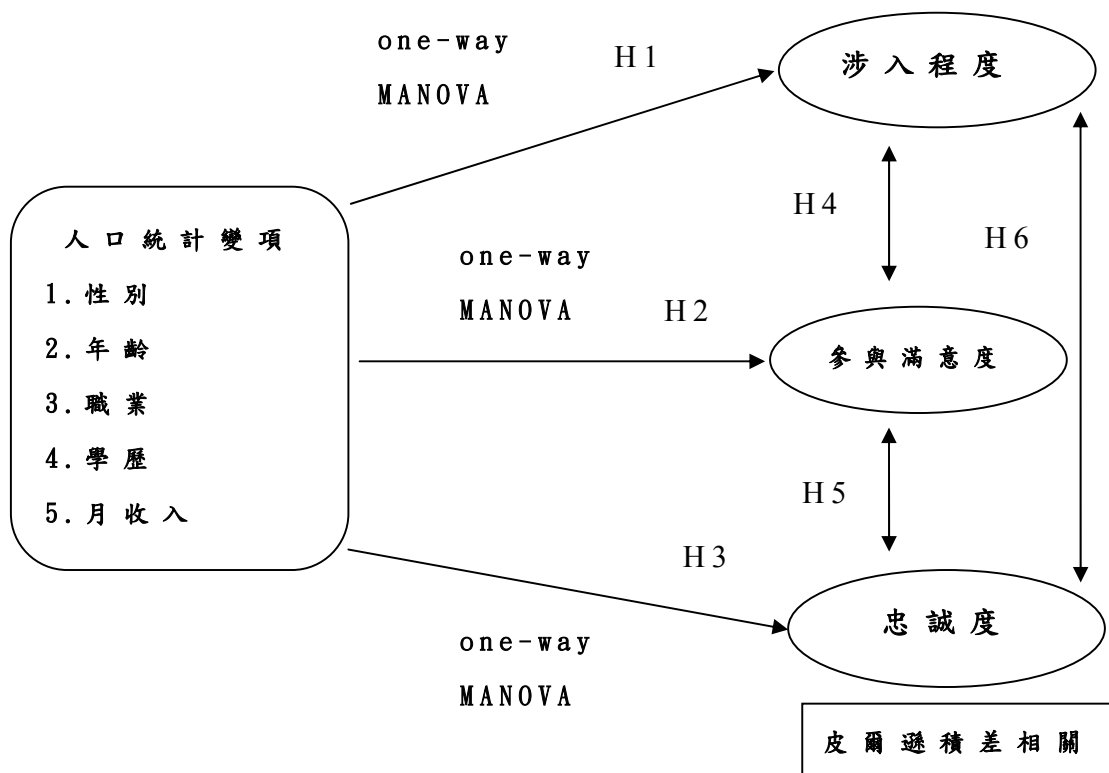 one-way
MANOVA
H1
涉入程度
人口統計變項
1.性別
2.年齡
3.職業
4.學歷
5.月收入
H4
H6
one-way
MANOVA
H2
參與滿意度
H5
H3
忠誠度
one-way
MANOVA
皮爾遜積差相關